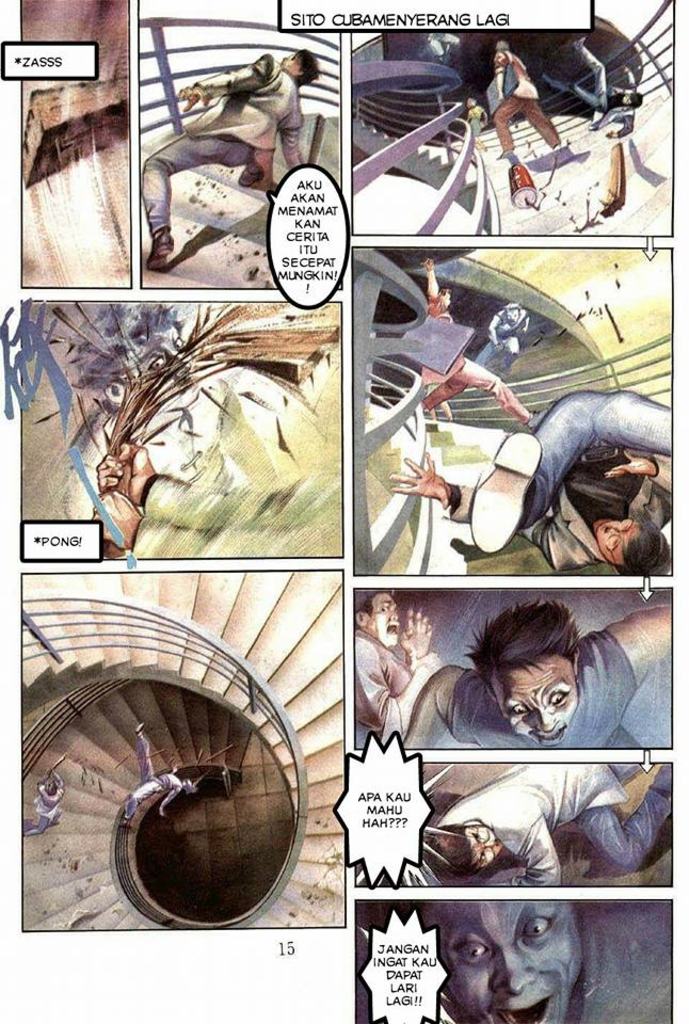 SITO CUBAMENYERANG LAGI
*ZASSS
AKU
AKAN
MENAMAT
KAN
CERITA
ITU
SECEPAT
MUNGKIN!
!
*PONG!
APA KAU
MAHU
HAH???
JANGAN
INGAT KAU
DAPAT
LARI
LAGI!!
15